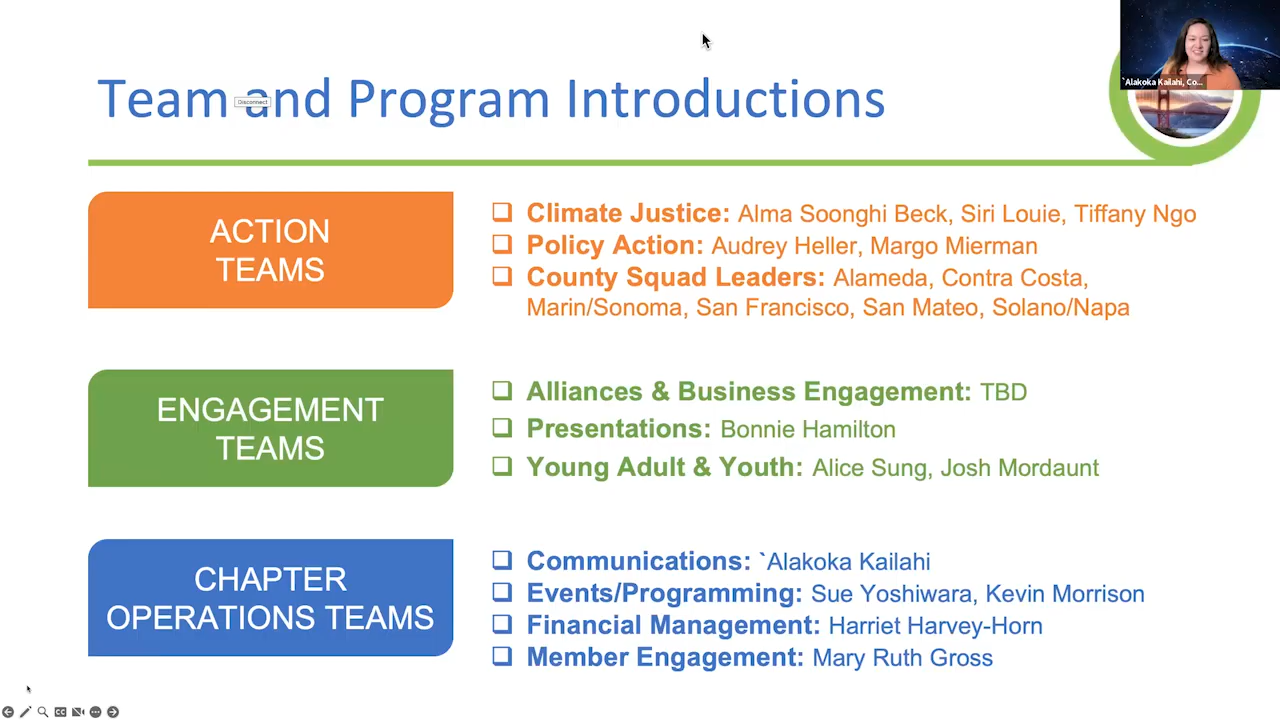 Team and Program Introductions
Disconnect
`Alakoka Kailahi, Co...
ACTION
TEAMS
❑ Climate Justice: Alma Soonghi Beck, Siri Louie, Tiffany Ngo
❑ Policy Action: Audrey Heller, Margo Mierman
❑ County Squad Leaders: Alameda, Contra Costa,
Marin/Sonoma, San Francisco, San Mateo, Solano/Napa
ENGAGEMENT
TEAMS
❑ Alliances & Business Engagement: TBD
❑ Presentations: Bonnie Hamilton
❑ Young Adult & Youth: Alice Sung, Josh Mordaunt
CHAPTER
OPERATIONS TEAMS
❑ Communications: `Alakoka Kailahi
❑ Events/Programming: Sue Yoshiwara, Kevin Morrison
❑ Financial Management: Harriet Harvey-Horn
❑ Member Engagement: Mary Ruth Gross